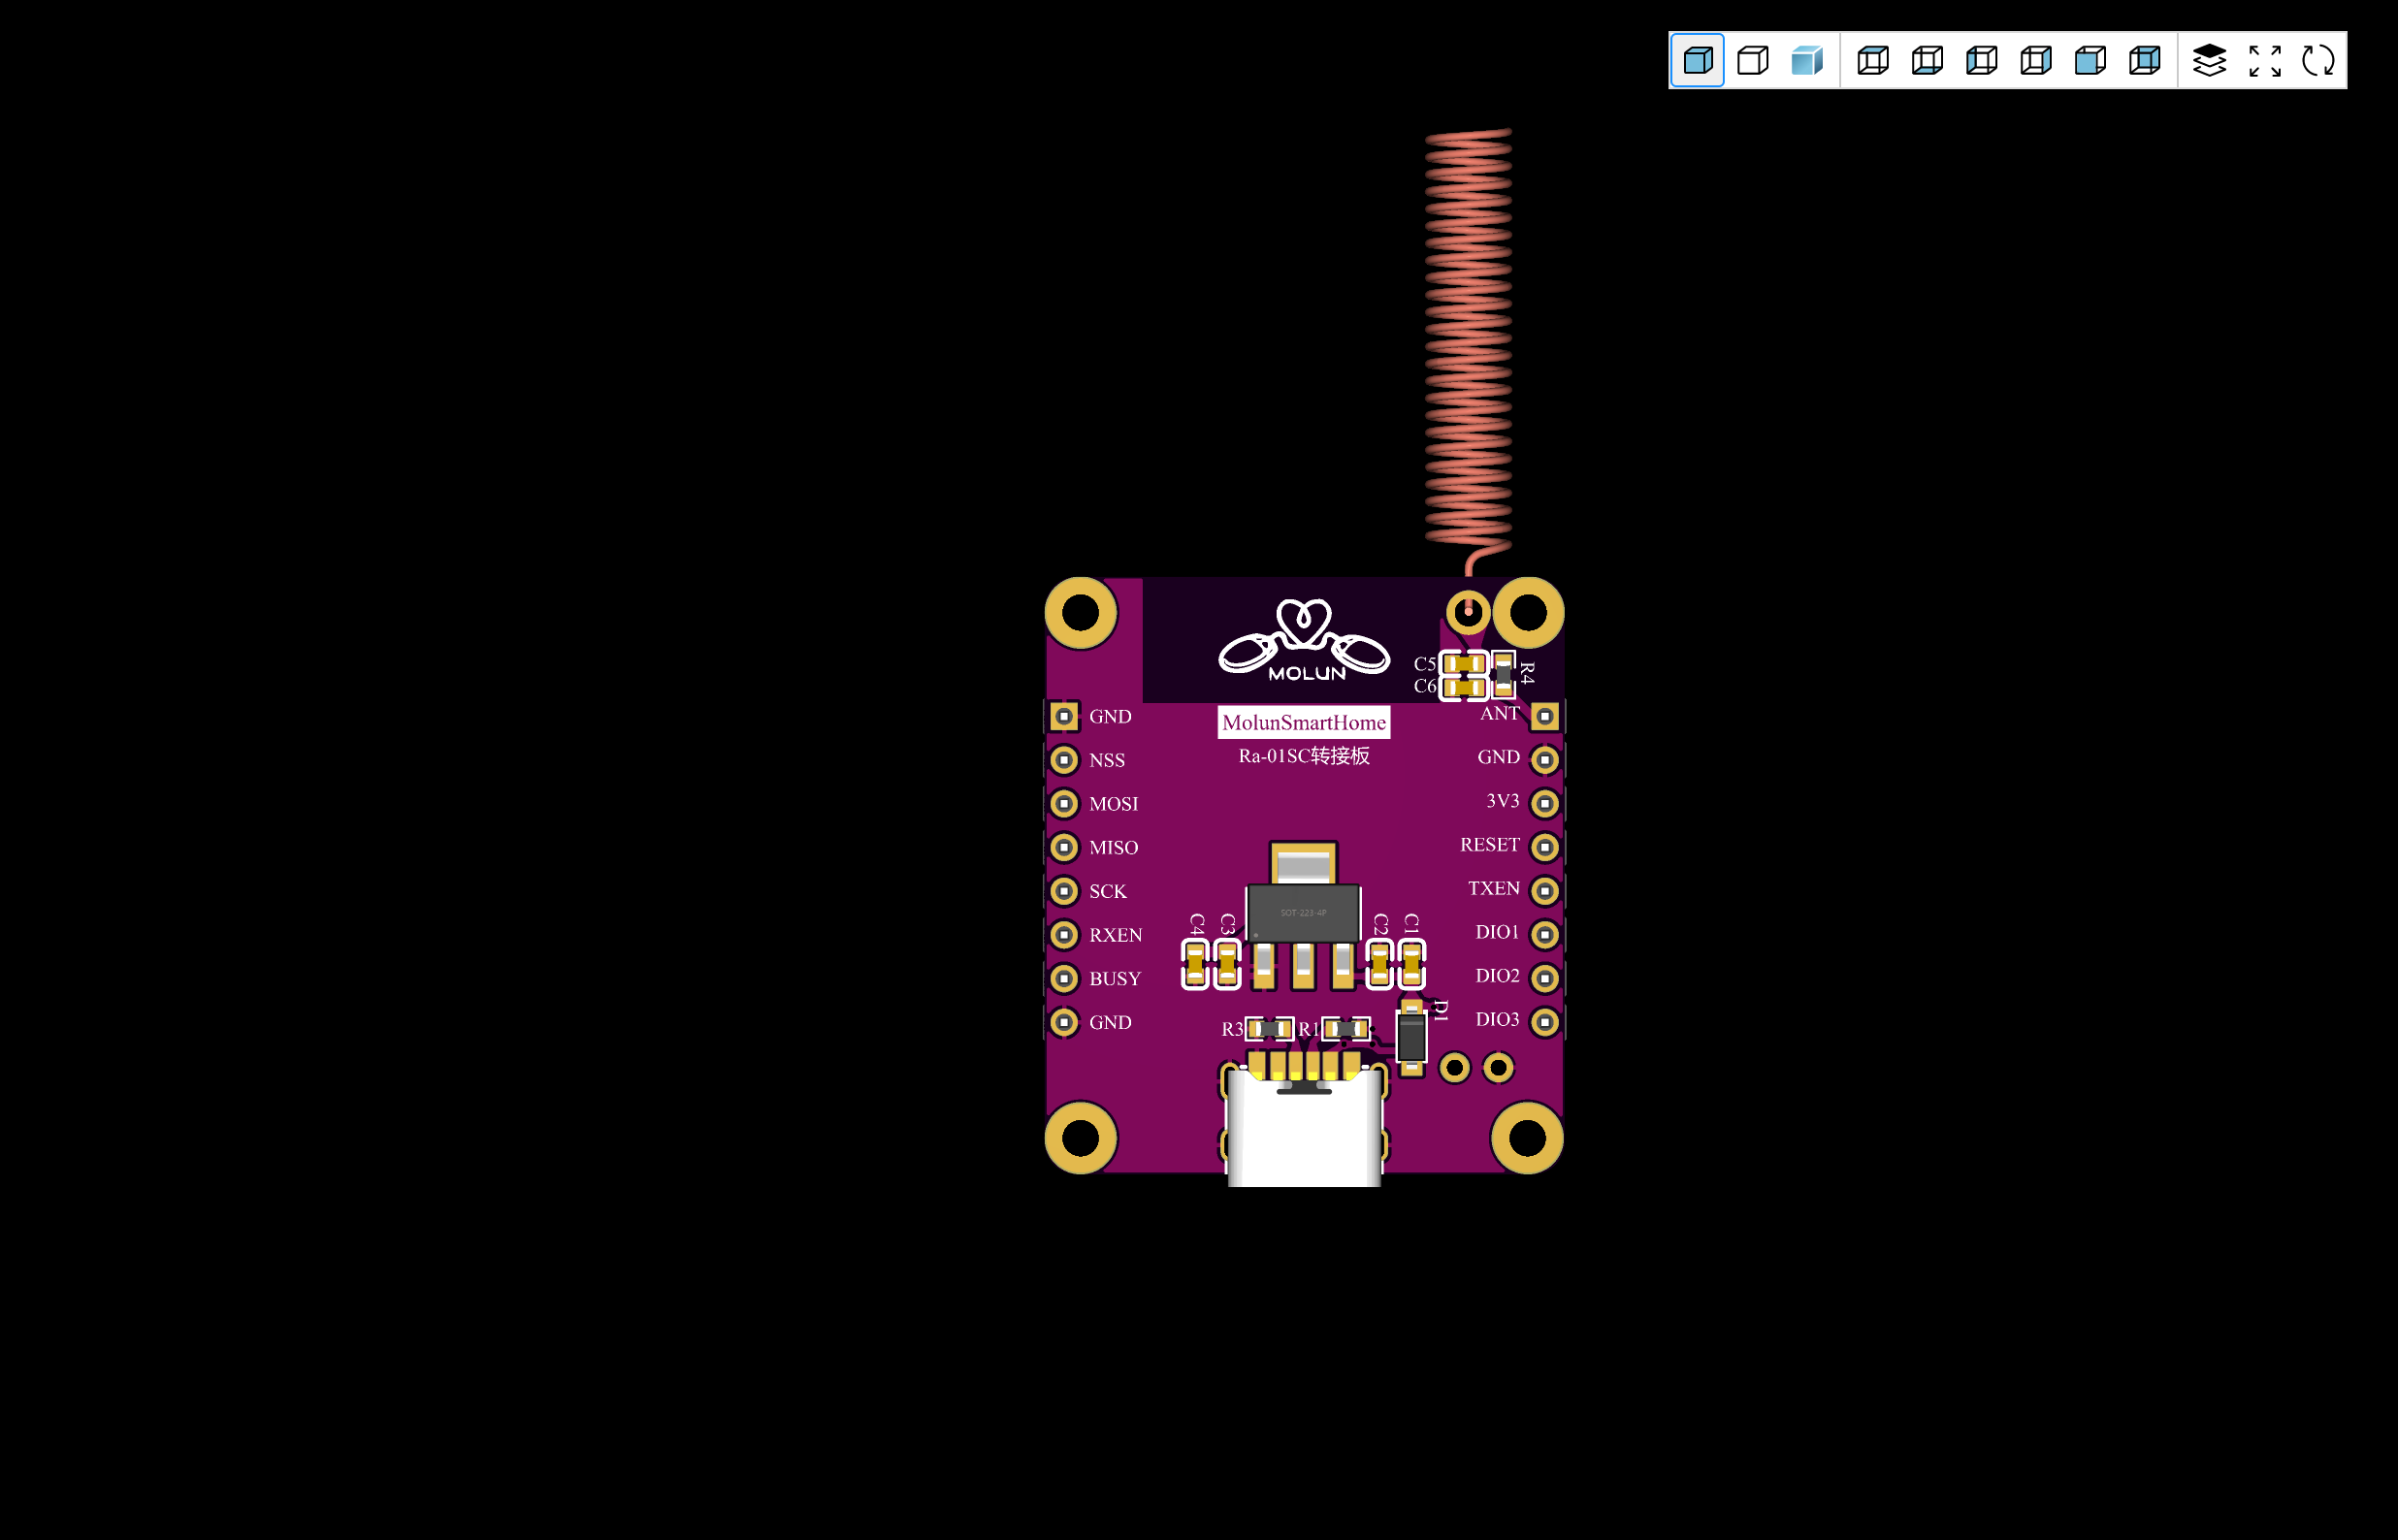 MOLUN
C5
C6
R4
MolunSmartHome
Ra-01SC转接板
GND
NSS
MOSI
MISO
SCK
RXEN
BUSY
GND
ANT
GND
3V3
RESET
TXEN
DIO1
DIO2
DIO3
SOT-223-4P
C4
C3
C2
C1
D1
R3
R1